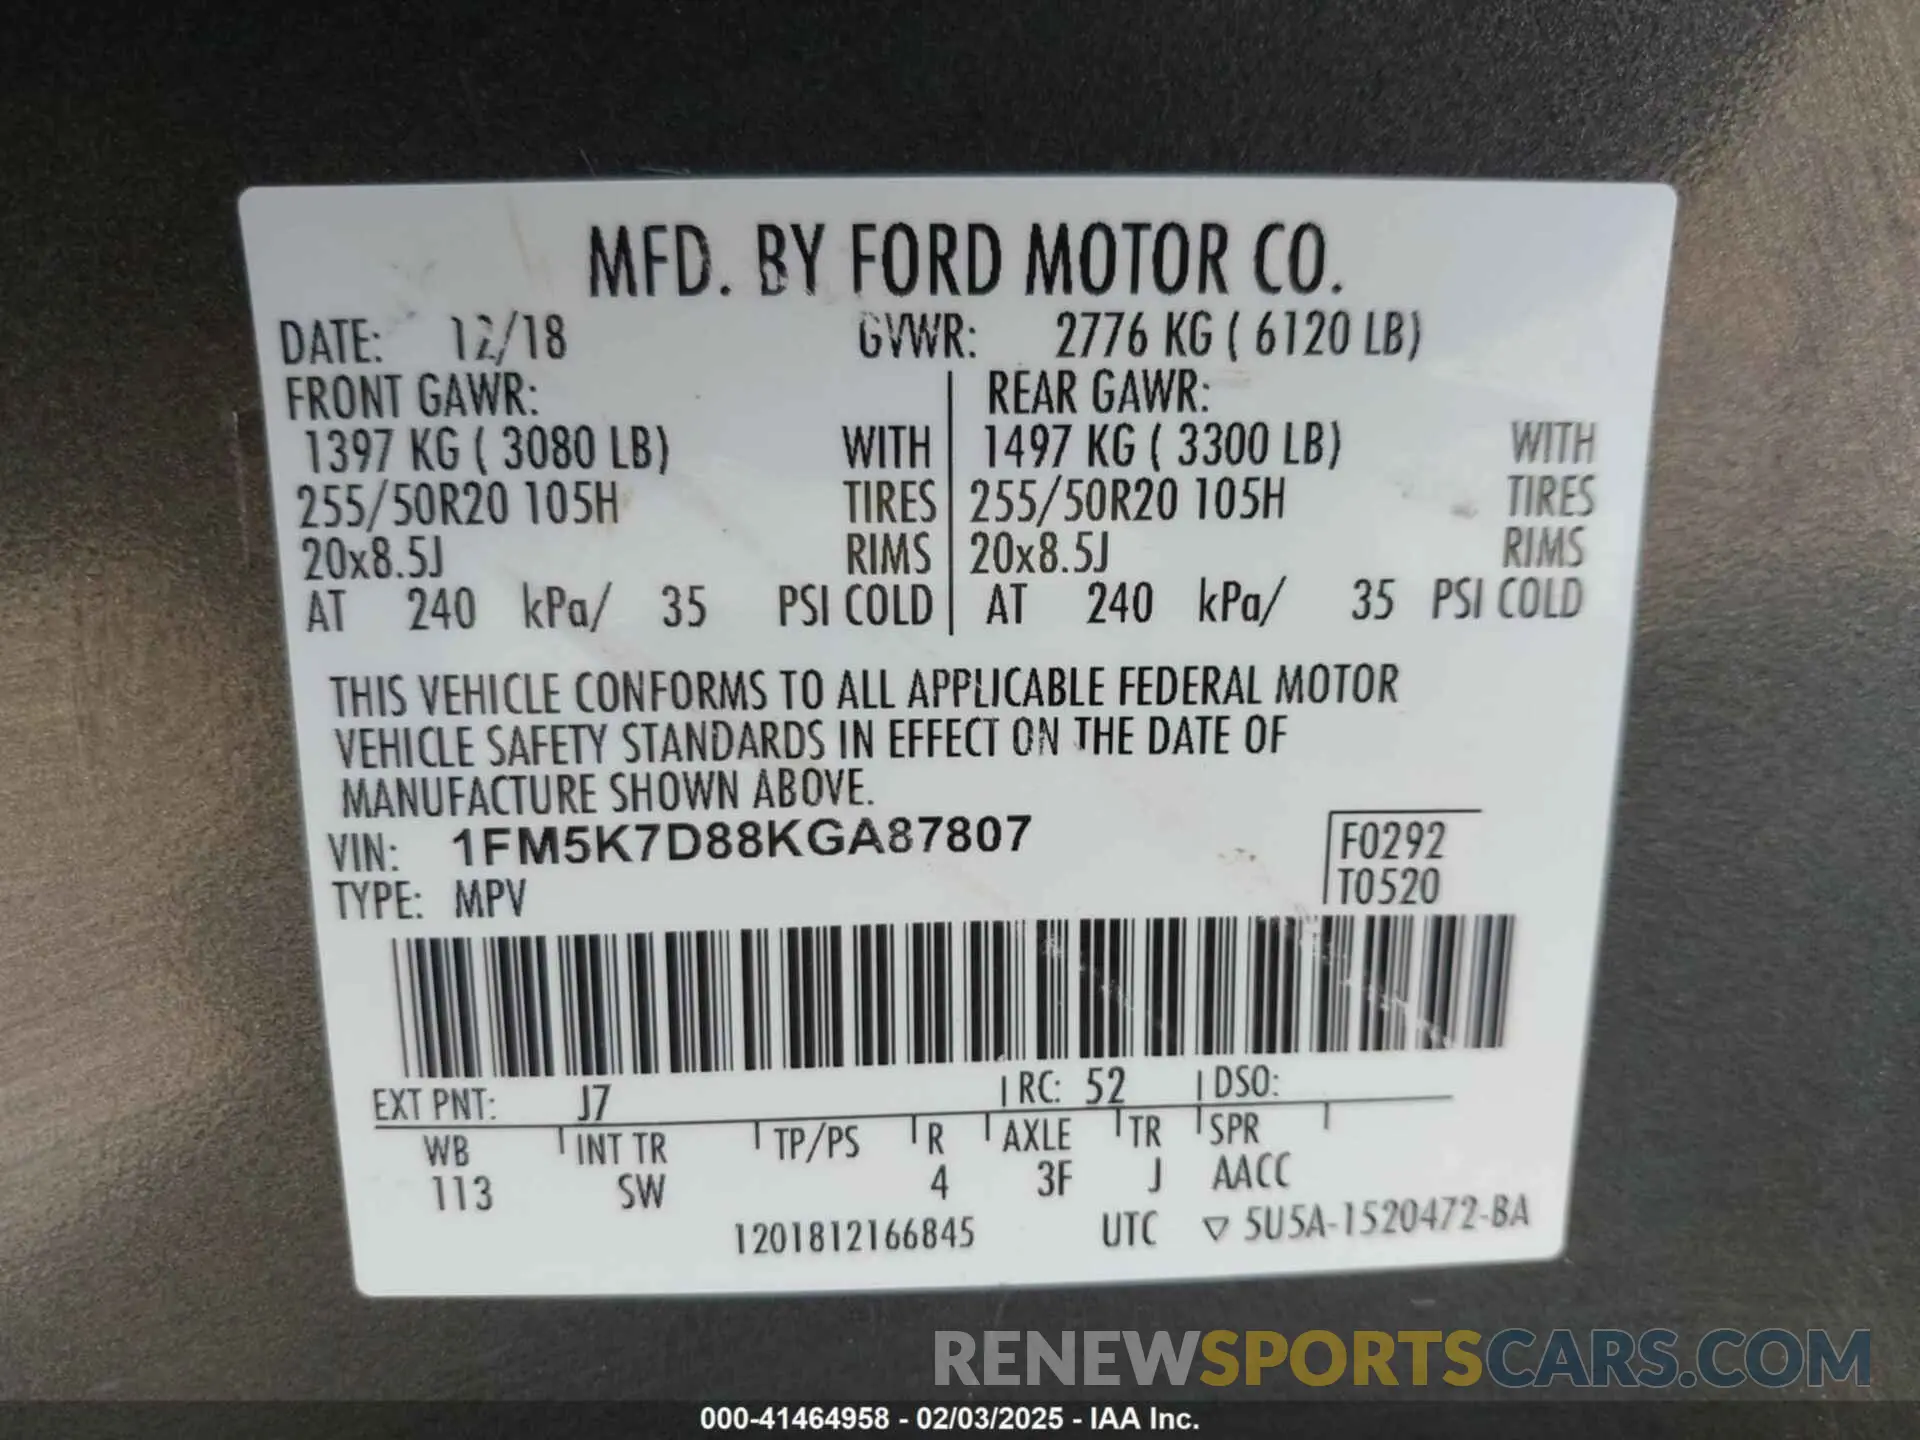 MFD. BY FORD MOTOR CO.
DATE: 12/18 GVWR: 2776 KG ( 6120 LB)
FRONT GAWR: REAR GAWR:
1397 KG ( 3080 LB) WITH 1497 KG ( 3300 LB) WITH
255/50R20 105H TIRES 255/50R20 105H TIRES
20x8.5J RIMS 20x8.5J RIMS
AT 240 kPa/ 35 PSI COLD AT 240 kPa/ 35 PSI COLD
THIS VEHICLE CONFORMS TO ALL APPLICABLE FEDERAL MOTOR
VEHICLE SAFETY STANDARDS IN EFFECT ON THE DATE OF
MANUFACTURE SHOWN ABOVE.
VIN: 1FM5K7D88KGA87807 F0292
TYPE: MPV T0520
EXT PNT: J7 RC: 52 DSO:
WB INT TR TP/PS R AXLE TR SPR
113 SW 4 3F J AACC
1201812166845 UTC ▽ 5U5A-1520472-BA
RENEWSPORTSCARS.COM
000-41464958 - 02/03/2025 - IAA Inc.